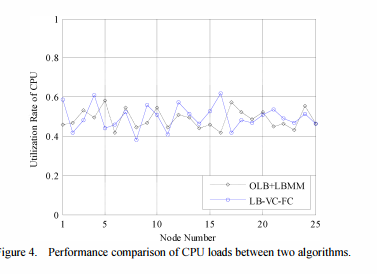 1
0.8
0.6
0.4
0.2
0
1 5 10 15 20 25
Utilization Rate of CPU
Node Number
OLB+LBMM
LB-VC-FC
igure 4. Performance comparison of CPU loads between two algorithms.